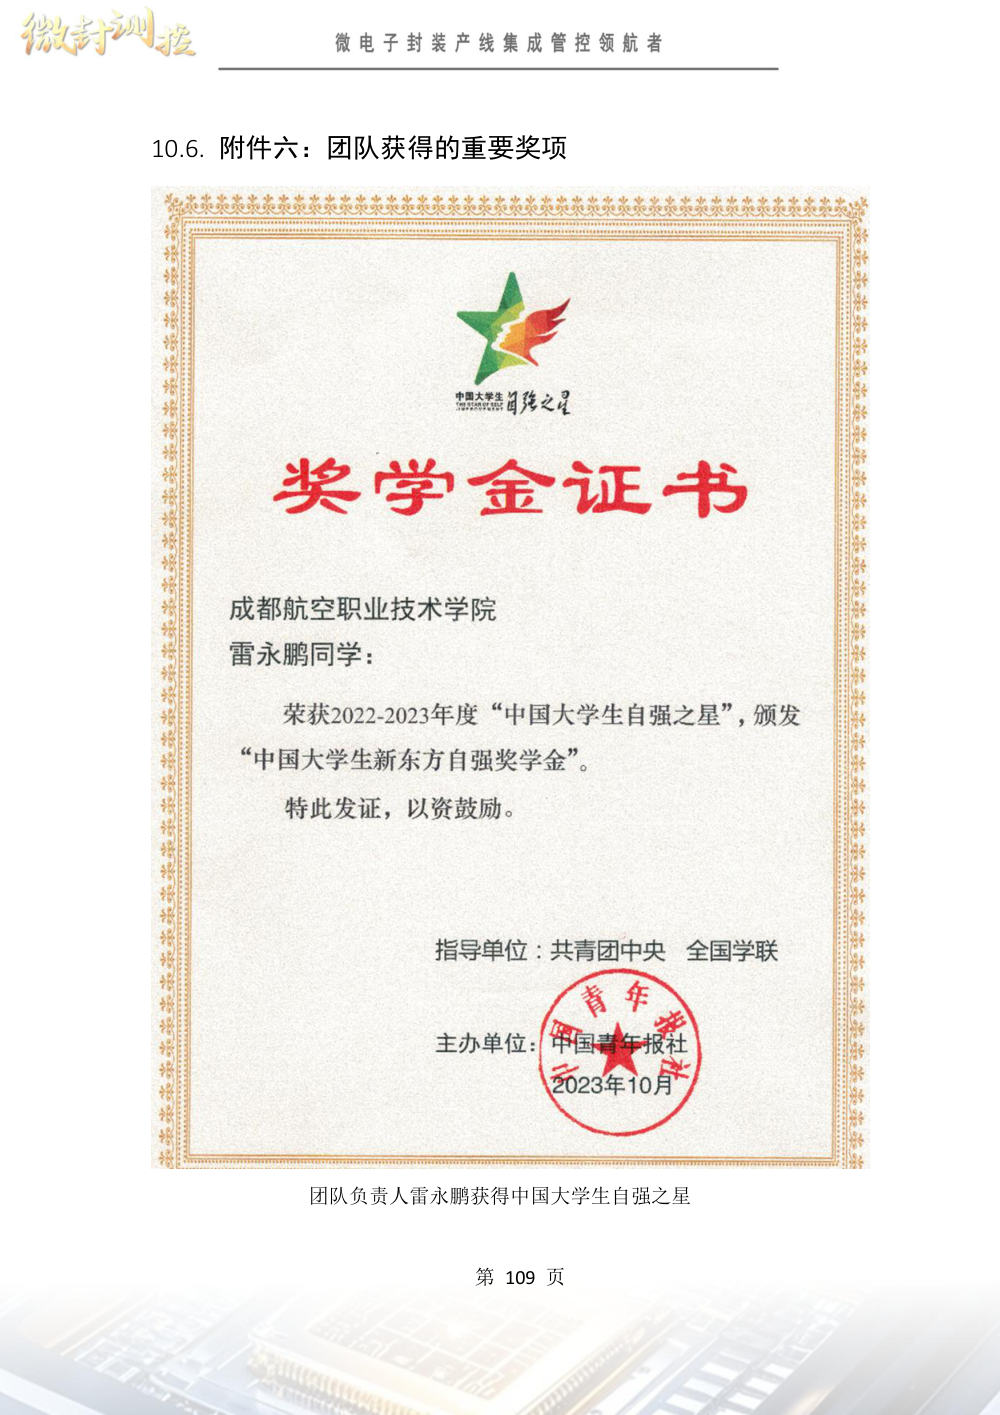 微封测控
微电子封装产线集成管控领航者
10.6. 附件六：团队获得的重要奖项
中国大学生
THE STAR OF SELF
IMPROVEMENT
自强之星
奖学金证书
成都航空职业技术学院
雷永鹏同学：
荣获2022-2023年度“中国大学生自强之星”，颁发
“中国大学生新东方自强奖学金”。
特此发证，以资鼓励。
指导单位：共青团中央 全国学联
主办单位：中国青年报社
2023年10月
中国青年报社
团队负责人雷永鹏获得中国大学生自强之星
第 109 页